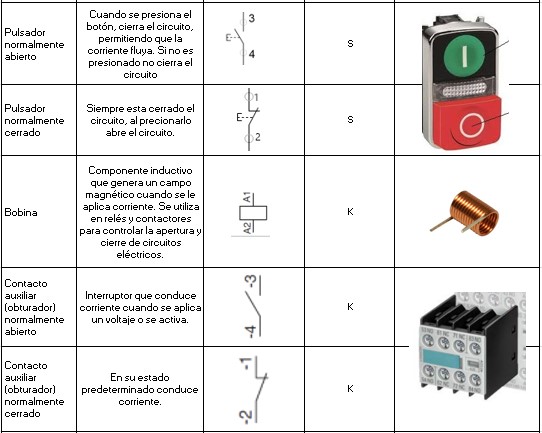 Pulsador
normalmente
abierto
Cuando se presiona el
botón, cierra el circuito,
permitiendo que la
corriente fluya. Si no es
presionado no cierra el
circuito
3
E
4
S
I
Pulsador
normalmente
cerrado
Siempre esta cerrado el
circuito, al precionarlo
abre el circuito.
1
E
2
S
Bobina
Componente inductivo
que genera un campo
magnético cuando se le
aplica corriente. Se utiliza
en relés y contactores
para controlar la apertura y
cierre de circuitos
eléctricos.
A1
A2
K
Contacto
auxiliar
(obturador)
normalmente
abierto
Interruptor que conduce
corriente cuando se aplica
un voltaje o se activa.
-3
-4
K
Contacto
auxiliar
(obturador)
normalmente
cerrado
En su estado
predeterminado conduce
corriente.
-1
-2
K